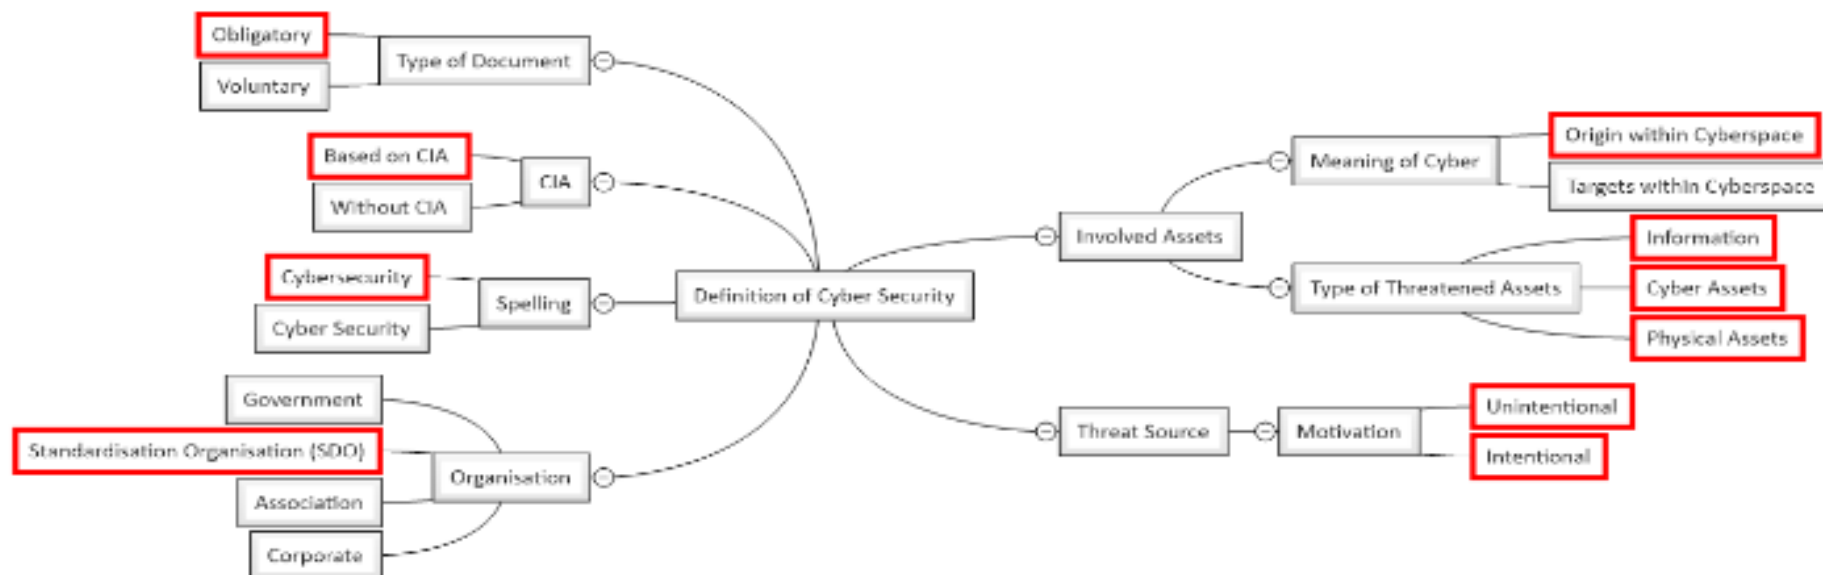 Obligatory
Voluntary
Type of Document
Based on CIA
Without CIA
CIA
Cybersecurity
Cyber Security
Spelling
Government
Standardisation Organisation (SDO)
Association
Corporate
Organisation
Definition of Cyber Security
Involved Assets
Meaning of Cyber
Origin within Cyberspace
Targets within Cyberspace
Type of Threatened Assets
Information
Cyber Assets
Physical Assets
Threat Source
Motivation
Unintentional
Intentional